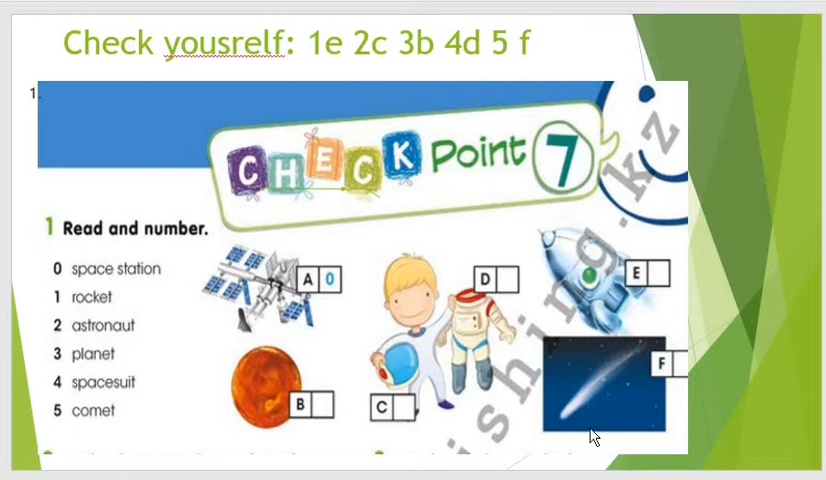 Check yousrelf: 1e 2c 3b 4d 5 f
1.
CHECK Point 7
1 Read and number.
0 space station
1 rocket
2 astronaut
3 planet
4 spacesuit
5 comet
A 0
B
C
D
E
F
ishing.kz